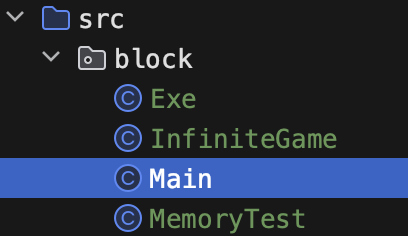 src
block
Exe
InfiniteGame
Main
MemoryTest